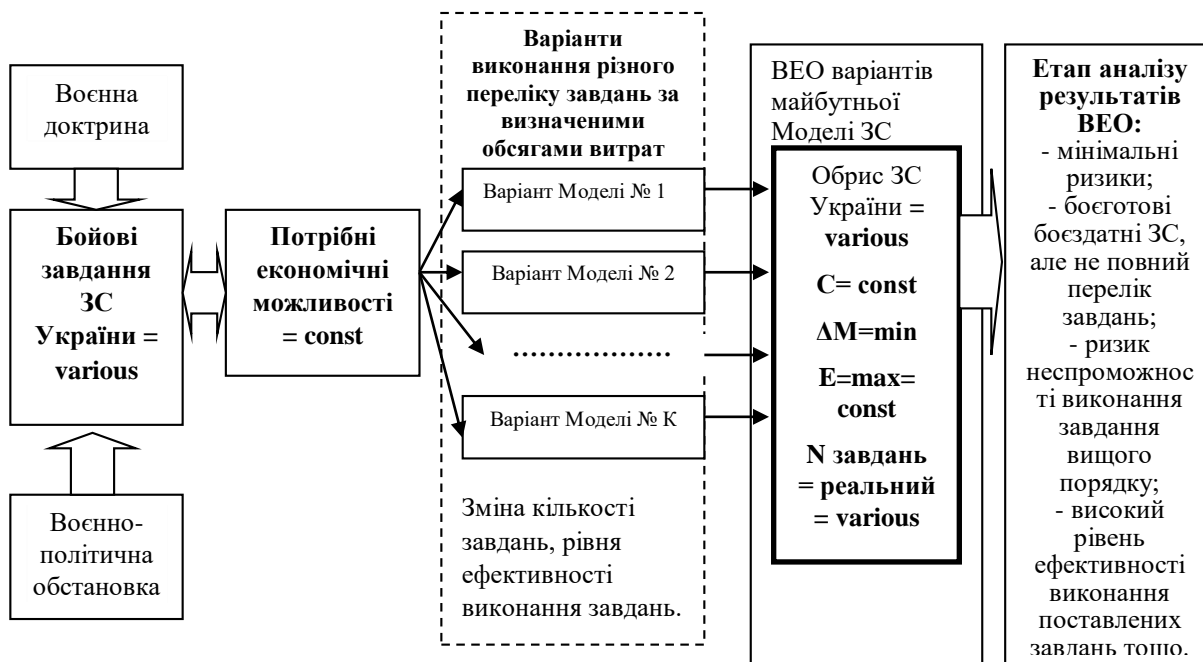 Воєнна
доктрина
Бойові
завдання
ЗС
України =
various
Воєнно-
політична
обстановка
Потрібні
економічні
можливості
= const
Варіанти
виконання різного
переліку завдань за
визначеними
обсягами витрат
Варіант Моделі № 1
Варіант Моделі № 2
..................
Варіант Моделі № К
Зміна кількості
завдань, рівня
ефективності
виконання завдань.
ВЕО варіантів
майбутньої
Моделі ЗС
Обрис ЗС
України =
various
С= const
ΔМ=min
Е=max=
const
N завдань
= реальний
= various
Етап аналізу
результатів
ВЕО:
- мінімальні
ризики;
- боєготові
боєздатні ЗС,
але не повний
перелік
завдань;
- ризик
неспроможнос
ті виконання
завдання
вищого
порядку;
- високий
рівень
ефективності
виконання
поставлених
завдань тощо.